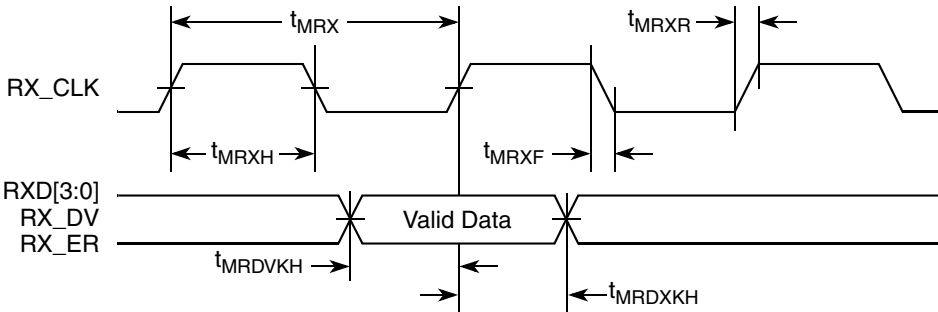 tMRX
tMRXR
RX_CLK
tMRXH
tMRXF
RXD[3:0]
RX_DV
Valid Data
RX_ER
tMRDVKH
tMRDXKH